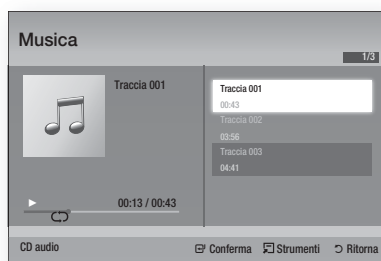 Musica
1/3
Traccia 001
00:13 / 00:43
Traccia 001
00:43
Traccia 002
03:56
Traccia 003
04:41
CD audio
Conferma Strumenti Ritorna